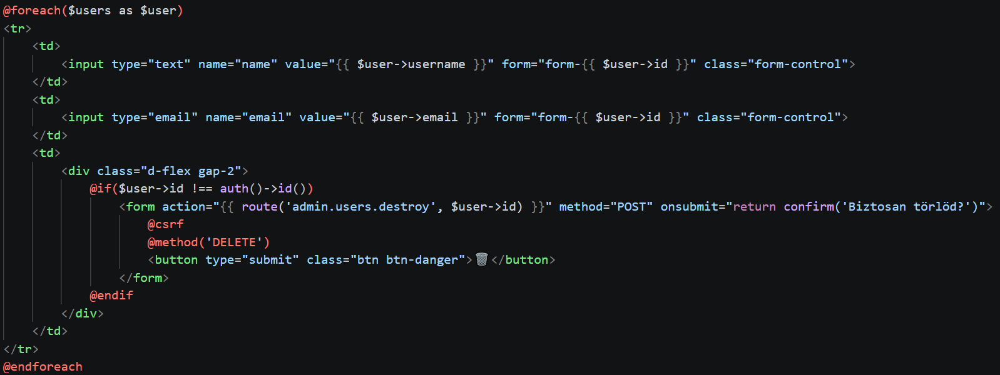 @foreach($users as $user)
<tr>
    <td>
        <input type="text" name="name" value="{{ $user->username }}" form="form-{{ $user->id }}" class="form-control">
    </td>
    <td>
        <input type="email" name="email" value="{{ $user->email }}" form="form-{{ $user->id }}" class="form-control">
    </td>
    <td>
        <div class="d-flex gap-2">
            @if($user->id !== auth()->id())
                <form action="{{ route('admin.users.destroy', $user->id) }}" method="POST" onsubmit="return confirm('Biztosan törlöd?')">
                    @csrf
                    @method('DELETE')
                    <button type="submit" class="btn btn-danger">🗑️</button>
                </form>
            @endif
        </div>
    </td>
</tr>
@endforeach